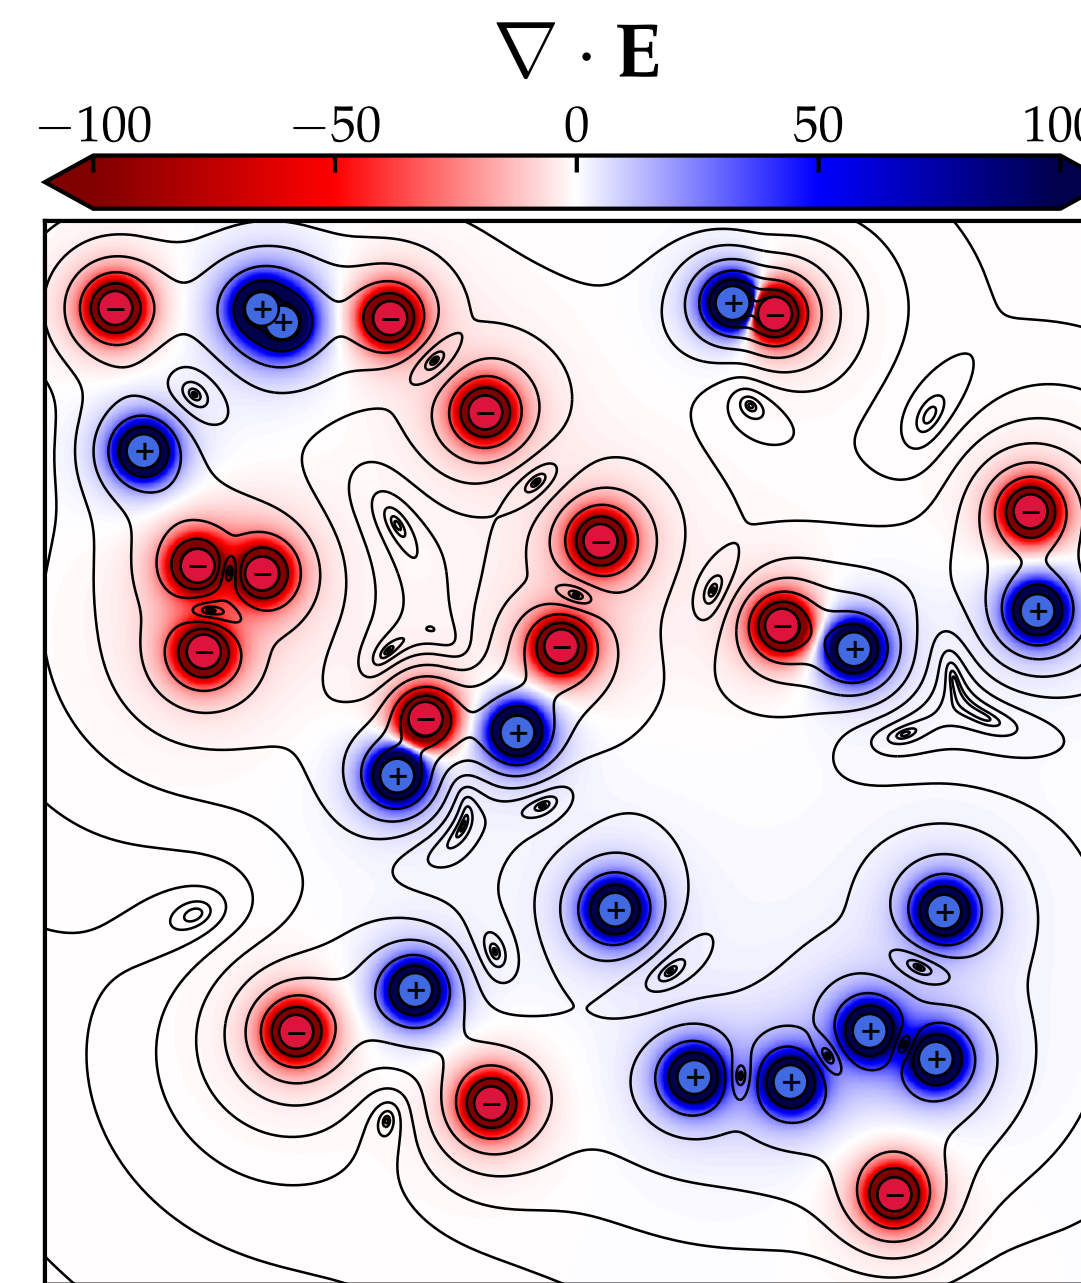 ∇ · E
−100 −50 0 50 100
− + + − − + −
+
−
−
− − −
− + −
− − +
− +
+
+ +
+
− −
+ + + +
−